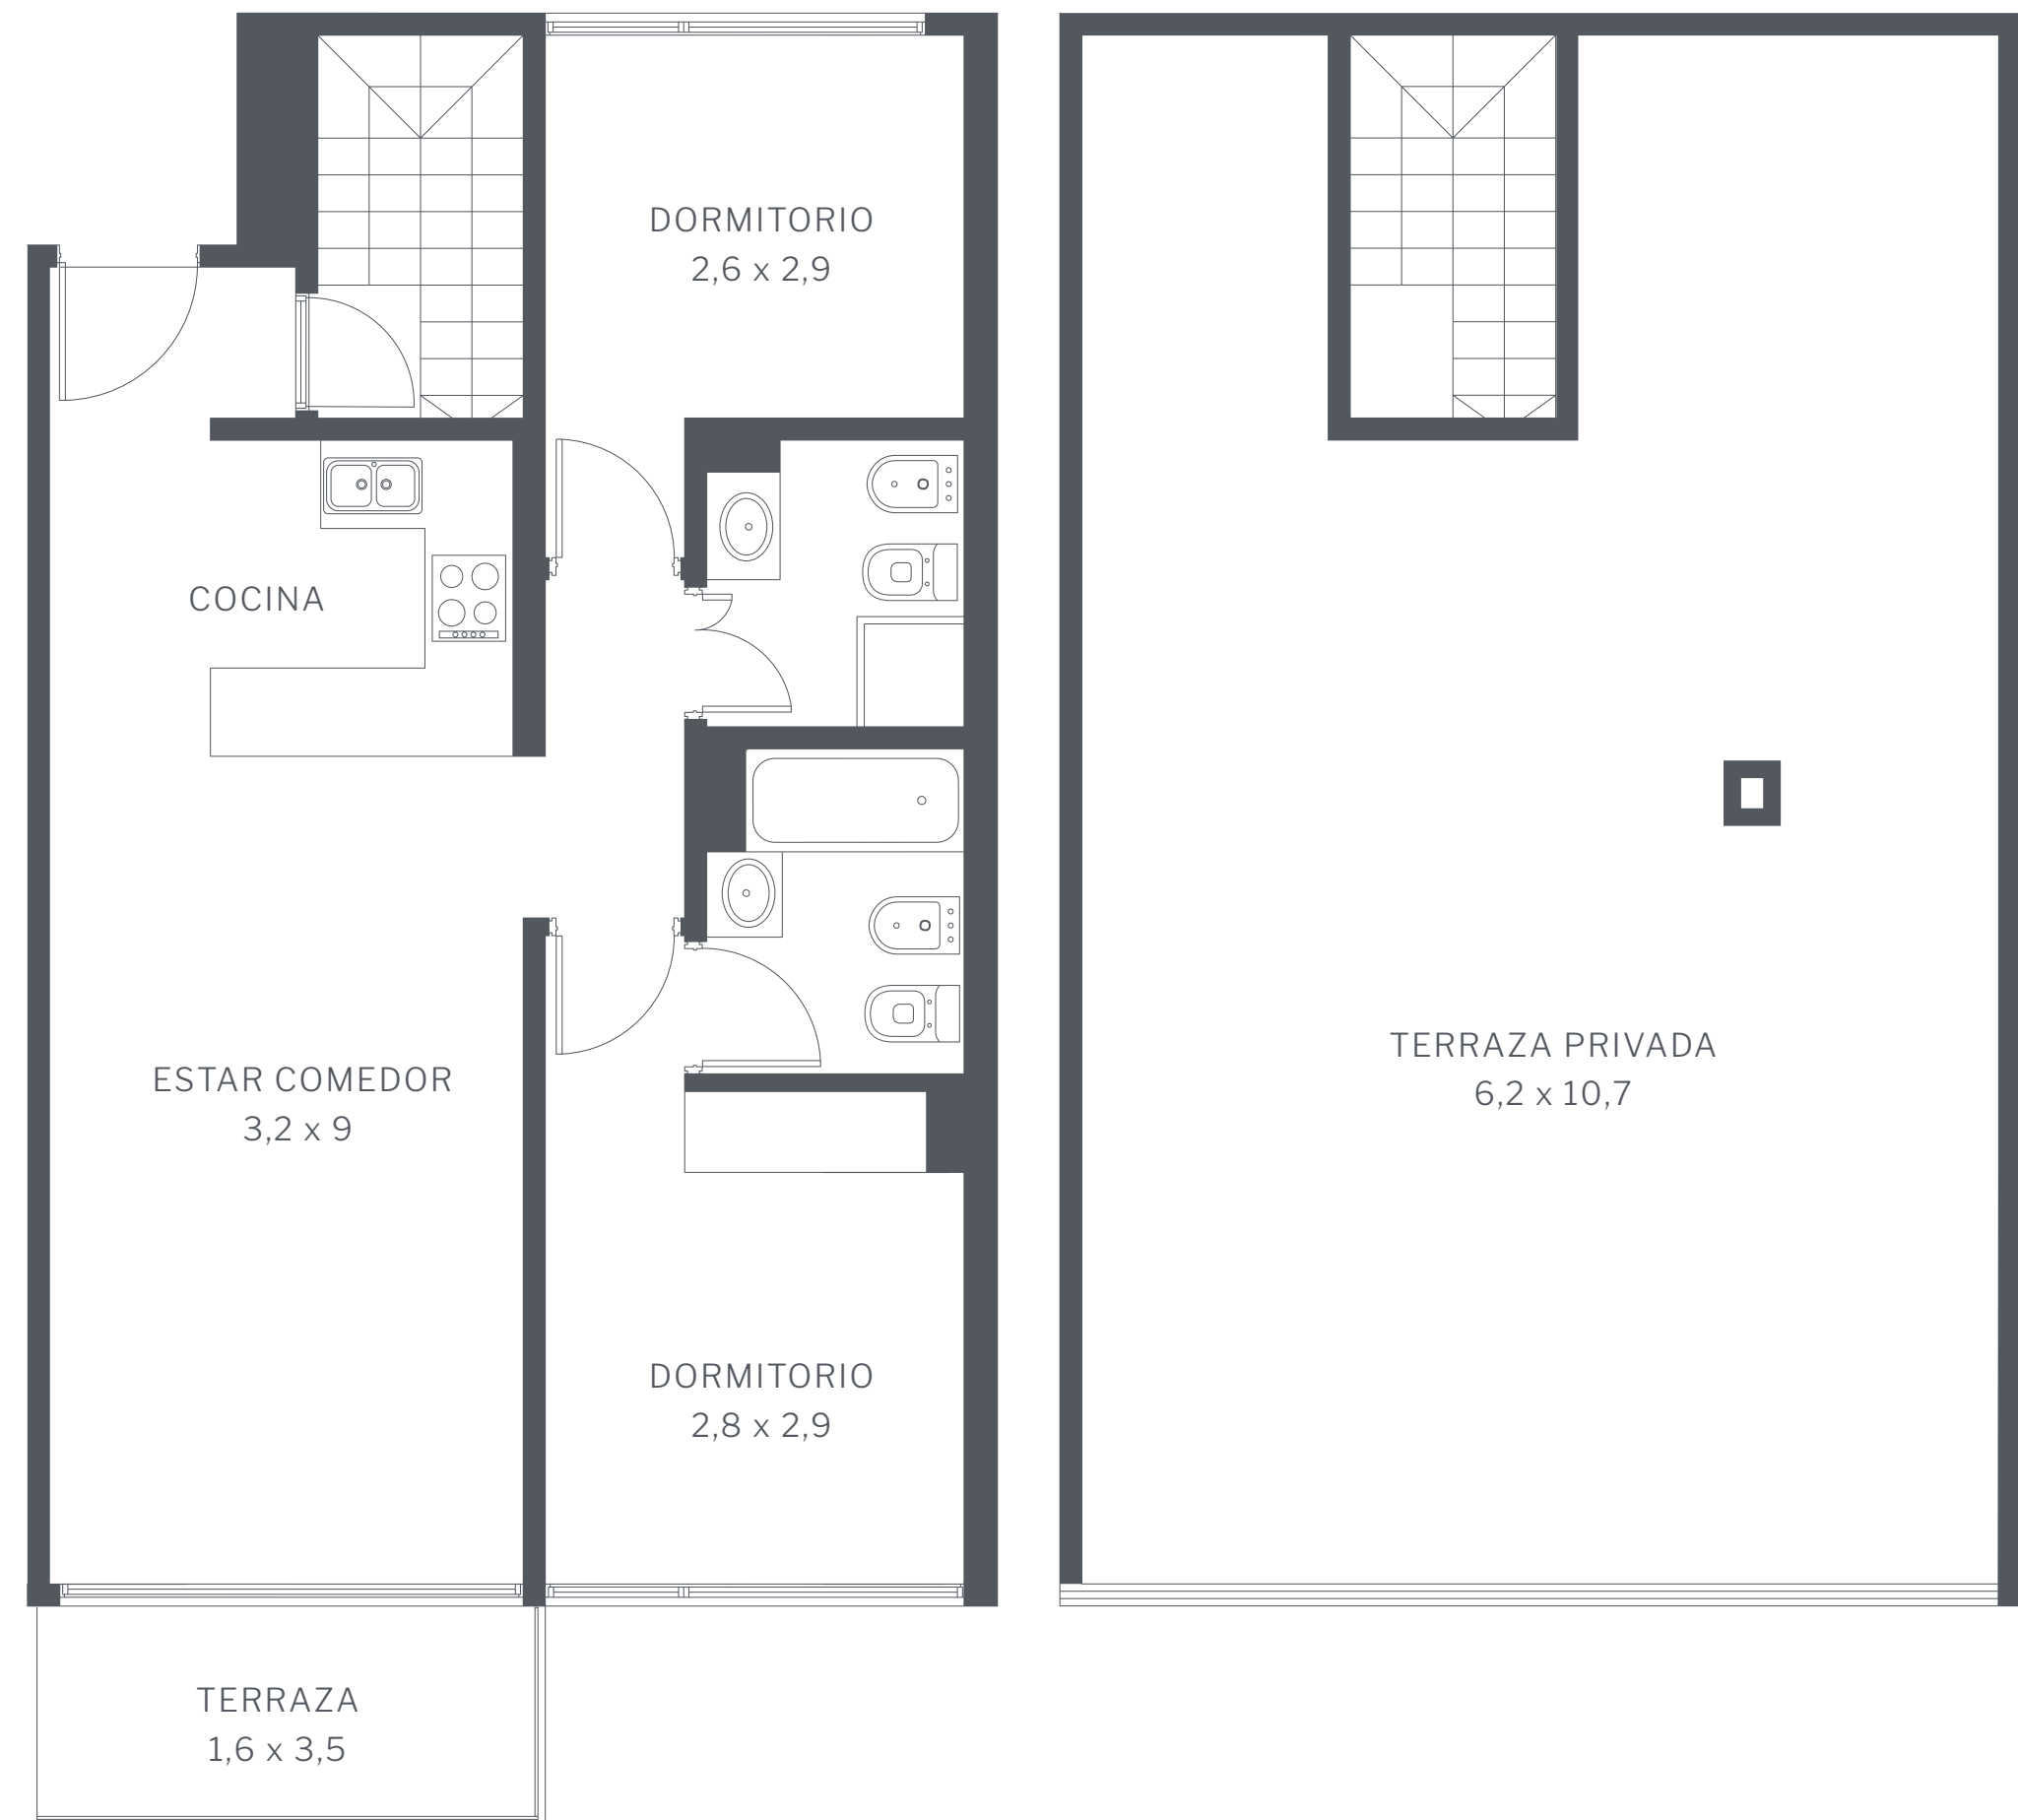 DORMITORIO
2,6 x 2,9
COCINA
ESTAR COMEDOR
3,2 x 9
DORMITORIO
2,8 x 2,9
TERRAZA
1,6 x 3,5
TERRAZA PRIVADA
6,2 x 10,7